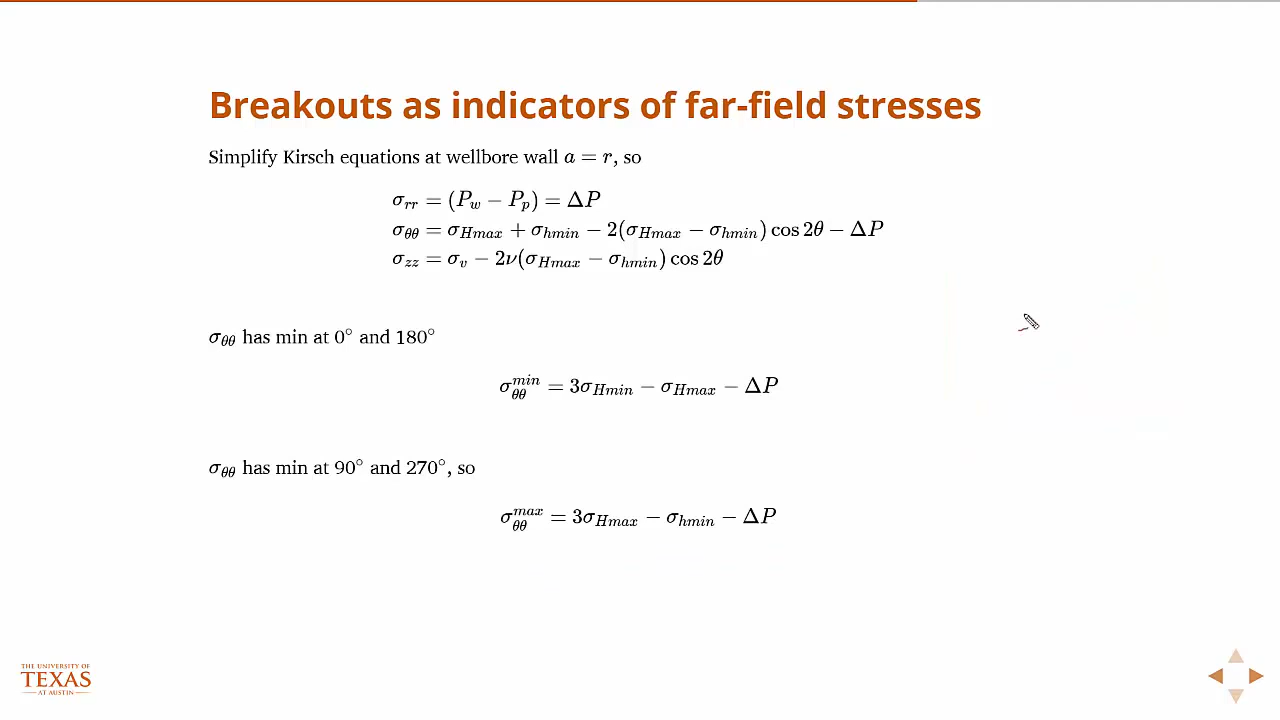 Breakouts as indicators of far-field stresses
Simplify Kirsch equations at wellbore wall a = r, so
σ_rr = (P_w − P_p) = ΔP
σ_θθ = σ_Hmax + σ_hmin − 2(σ_Hmax − σ_hmin) cos 2θ − ΔP
σ_zz = σ_v − 2ν(σ_Hmax − σ_hmin) cos 2θ
σ_θθ has min at 0° and 180°
σ_θθ^min = 3σ_Hmin − σ_Hmax − ΔP
σ_θθ has min at 90° and 270°, so
σ_θθ^max = 3σ_Hmax − σ_hmin − ΔP
THE UNIVERSITY OF
TEXAS
AT AUSTIN